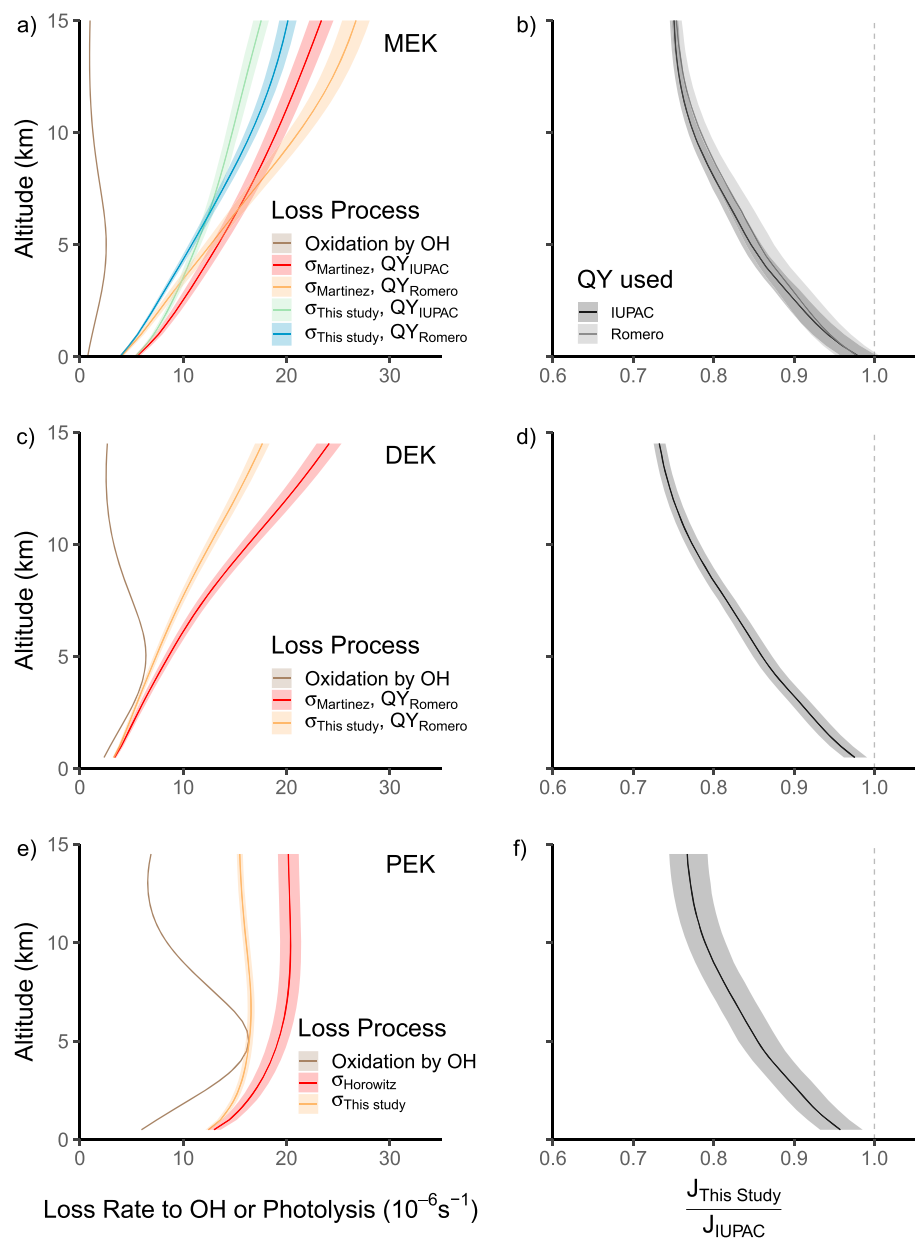 a)
MEK
15
10
5
0
Altitude (km)
Loss Process
Oxidation by OH
σMartinez, QYIUPAC
σMartinez, QYRomero
σThis study, QYIUPAC
σThis study, QYRomero
0 10 20 30
b)
QY used
IUPAC
Romero
0.6 0.7 0.8 0.9 1.0
c)
DEK
15
10
5
0
Altitude (km)
Loss Process
Oxidation by OH
σMartinez, QYRomero
σThis study, QYRomero
0 10 20 30
d)
0.6 0.7 0.8 0.9 1.0
e)
PEK
15
10
5
0
Altitude (km)
Loss Process
Oxidation by OH
σHorowitz
σThis study
0 10 20 30
f)
0.6 0.7 0.8 0.9 1.0
Loss Rate to OH or Photolysis (10⁻⁶s⁻¹)
JThis Study
JIUPAC